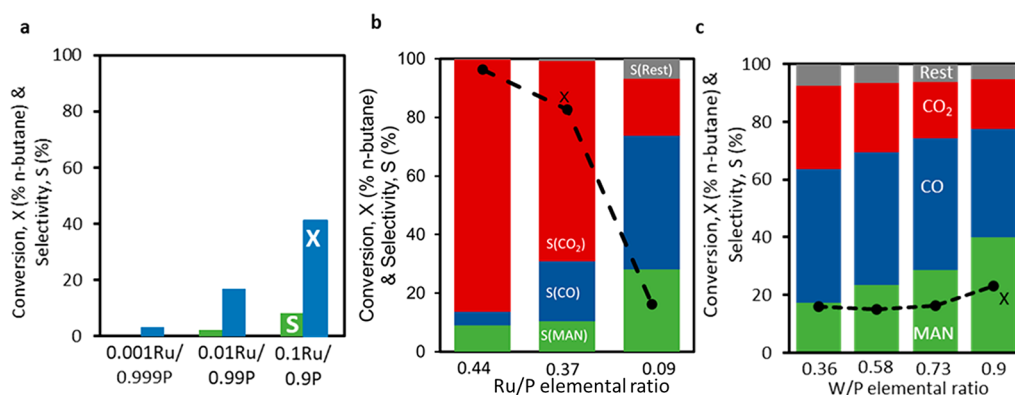 a
Conversion, X (% n-butane) &
Selectivity, S (%)
100
80
60
40
20
0
S
X
0.001Ru/
0.999P
0.01Ru/
0.99P
0.1Ru/
0.9P
b
Conversion, X (% n-butane)
& Selectivity, S (%)
100
80
60
40
20
0
S(Rest)
X
S(CO₂)
S(CO)
S(MAN)
0.44
0.37
0.09
Ru/P elemental ratio
c
Conversion,X (% n-butane) &
Selectivity, S (%)
100
80
60
40
20
0
Rest
CO₂
CO
X
MAN
0.36
0.58
0.73
0.9
W/P elemental ratio